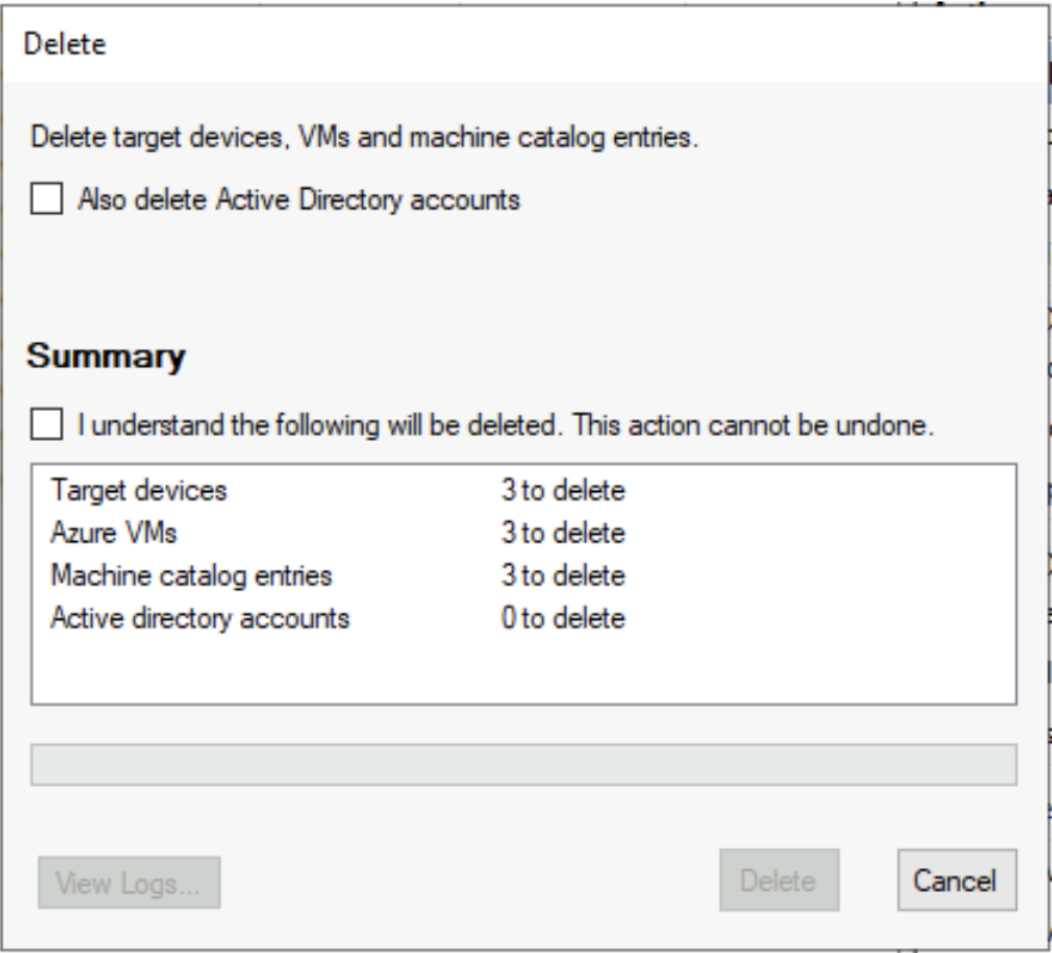 Delete
Delete target devices, VMs and machine catalog entries.
Also delete Active Directory accounts
Summary
I understand the following will be deleted. This action cannot be undone.
Target devices 3 to delete
Azure VMs 3 to delete
Machine catalog entries 3 to delete
Active directory accounts 0 to delete
View Logs... Delete Cancel